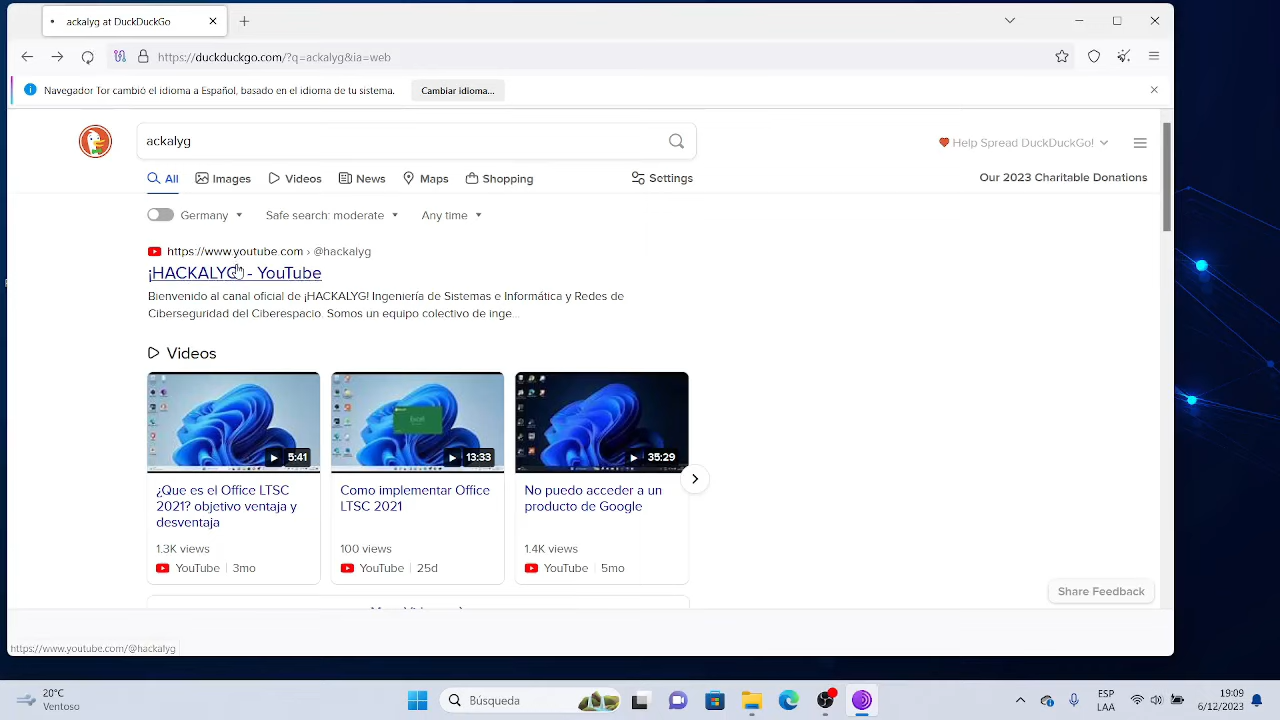 ackalyg at DuckDuckGo
https://duckduckgo.com/?q=ackalyg&ia=web
Navegador Tor cambió el idioma a Español, basado en el idioma de tu sistema.
Cambiar idioma...
ackalyg
Help Spread DuckDuckGo!
All Images Videos News Maps Shopping Settings
Our 2023 Charitable Donations
Germany Safe search: moderate Any time
https://www.youtube.com › @hackalyg
¡HACKALYG! - YouTube
Bienvenido al canal oficial de ¡HACKALYG! Ingeniería de Sistemas e Informática y Redes de
Ciberseguridad del Ciberespacio. Somos un equipo colectivo de inge...
Videos
5:41
13:33
35:29
¿Que es el Office LTSC
2021? objetivo ventaja y
desventaja
1.3K views
YouTube 3mo
Como implementar Office
LTSC 2021
100 views
YouTube 25d
No puedo acceder a un
producto de Google
1.4K views
YouTube 5mo
Share Feedback
https://www.youtube.com/@hackalyg
20°C
Ventoso
Búsqueda
ESP
LAA
19:09
6/12/2023